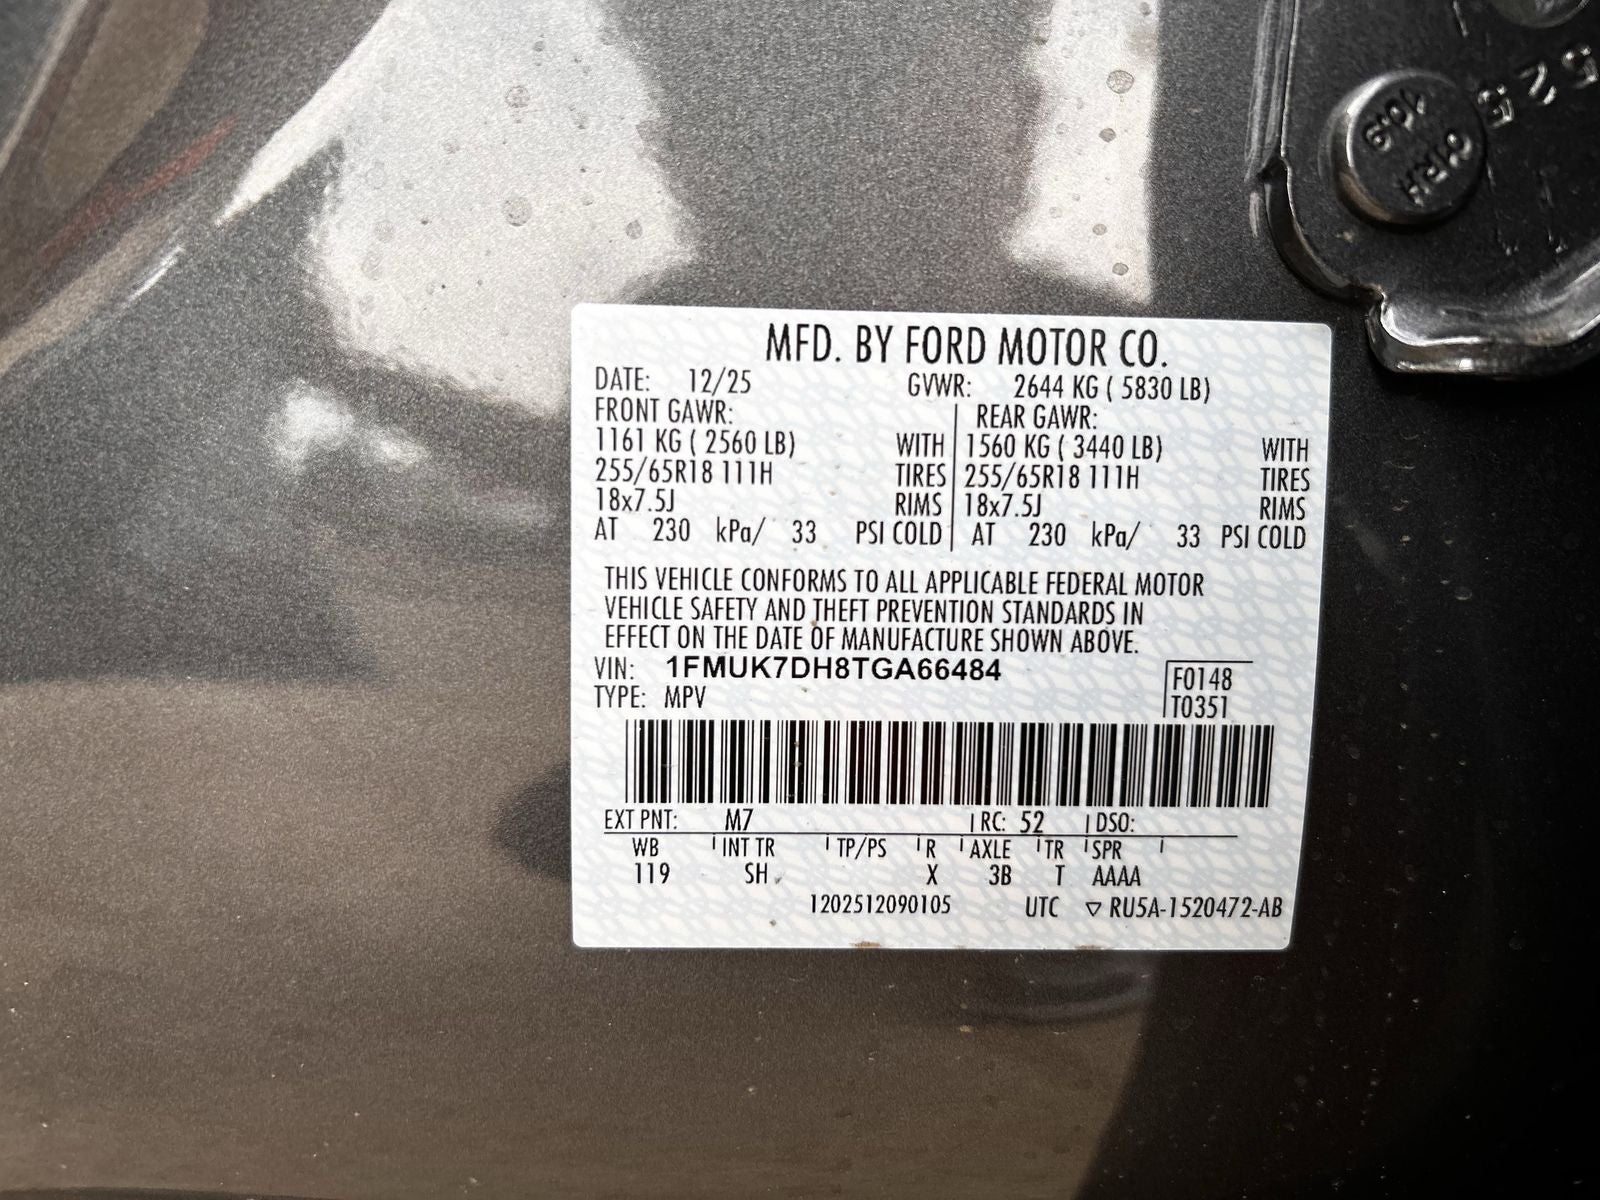 525
10.9
01RH
MFD. BY FORD MOTOR CO.
DATE: 12/25 GVWR: 2644 KG ( 5830 LB)
FRONT GAWR: REAR GAWR:
1161 KG ( 2560 LB) WITH 1560 KG ( 3440 LB) WITH
255/65R18 111H TIRES 255/65R18 111H TIRES
18x7.5J RIMS 18x7.5J RIMS
AT 230 kPa/ 33 PSI COLD AT 230 kPa/ 33 PSI COLD
THIS VEHICLE CONFORMS TO ALL APPLICABLE FEDERAL MOTOR
VEHICLE SAFETY AND THEFT PREVENTION STANDARDS IN
EFFECT ON THE DATE OF MANUFACTURE SHOWN ABOVE.
VIN: 1FMUK7DH8TGA66484 F0148
TYPE: MPV T0351
EXT PNT: M7 RC: 52 DSO:
WB INT TR TP/PS R AXLE TR SPR
119 SH X 3B T AAAA
1202512090105 UTC ▽ RU5A-1520472-AB